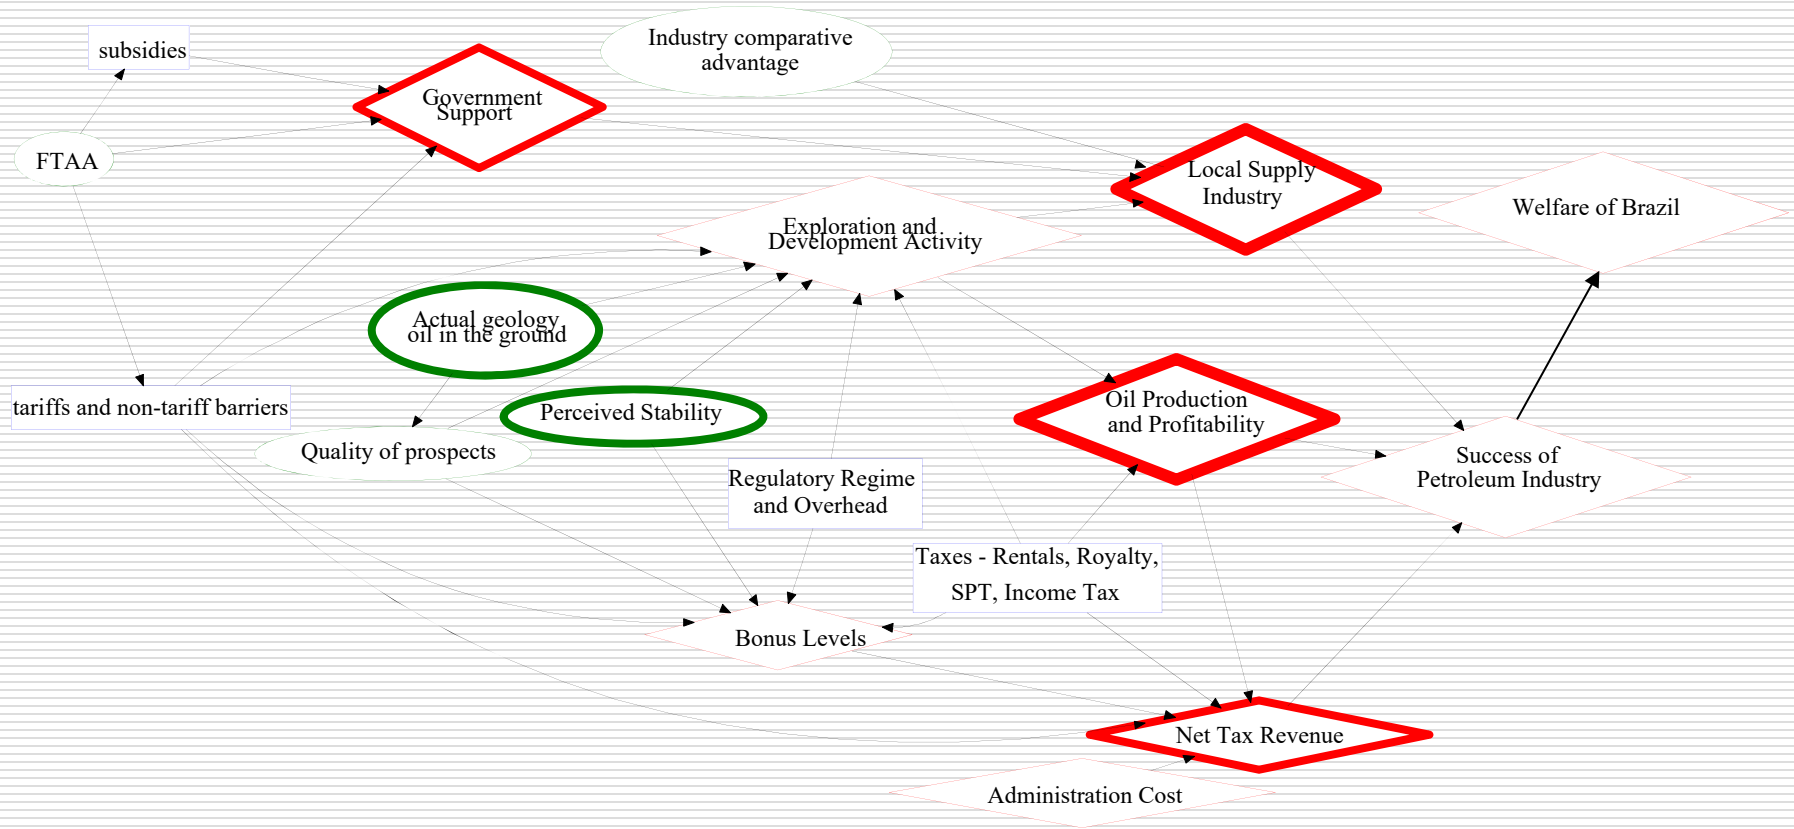 subsidies
Industry comparative
advantage
Government
Support
FTAA
Local Supply
Industry
Welfare of Brazil
Exploration and
Development Activity
Actual geology
oil in the ground
tariffs and non-tariff barriers
Perceived Stability
Oil Production
and Profitability
Quality of prospects
Success of
Petroleum Industry
Regulatory Regime
and Overhead
Taxes - Rentals, Royalty,
SPT, Income Tax
Bonus Levels
Net Tax Revenue
Administration Cost